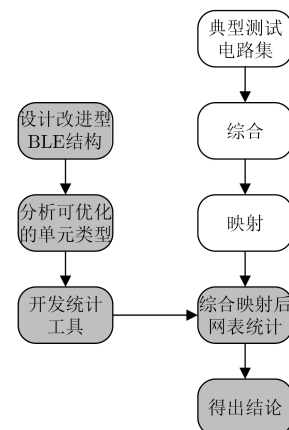 典型测试
电路集
设计改进型
BLE结构
综合
分析可优化
的单元类型
映射
开发统计
工具
综合映射后
网表统计
得出结论